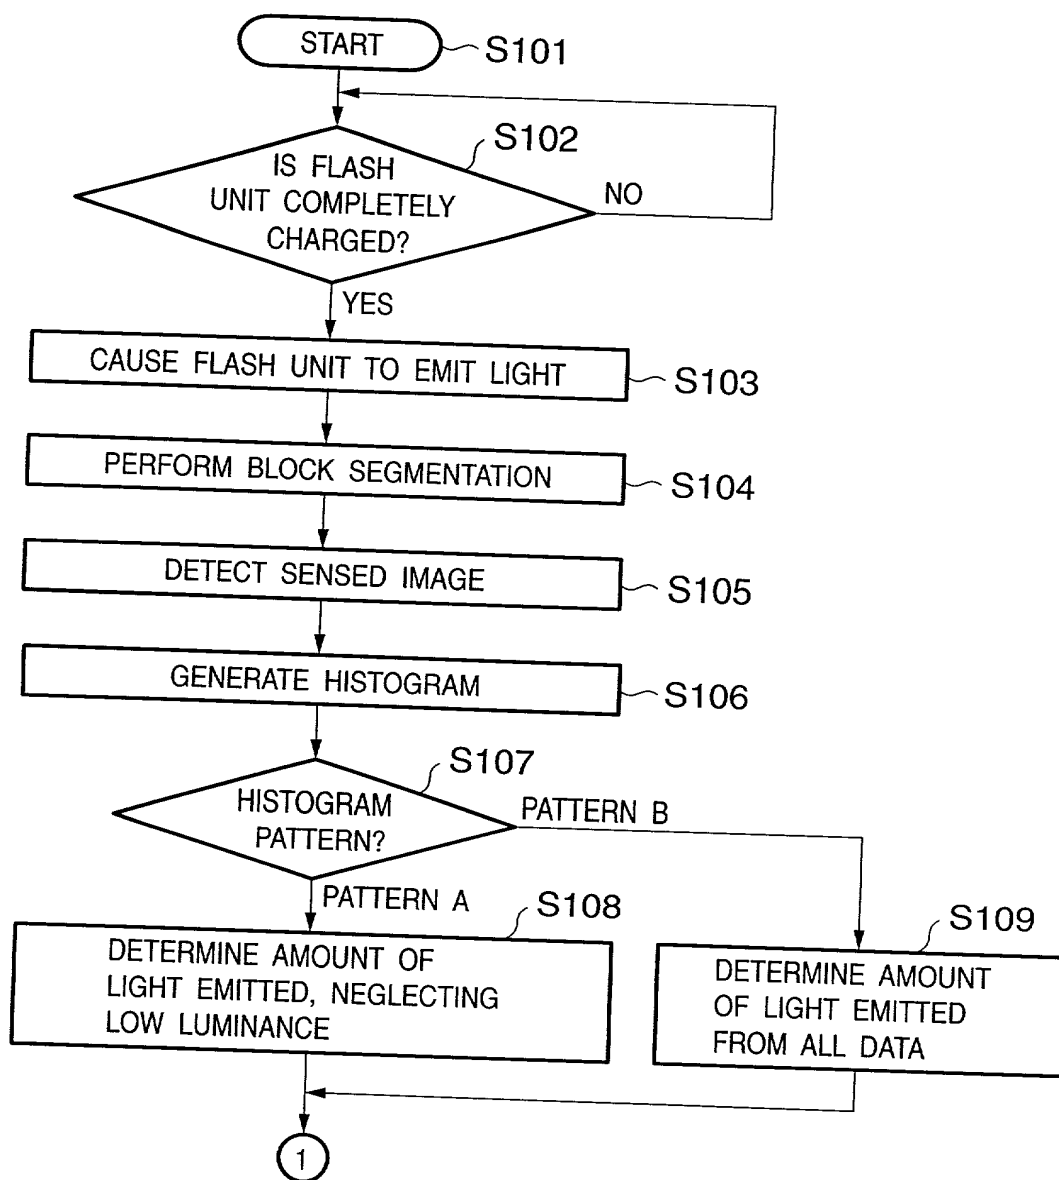 START
S101
S102
IS FLASH
UNIT COMPLETELY
CHARGED?
NO
YES
CAUSE FLASH UNIT TO EMIT LIGHT
S103
PERFORM BLOCK SEGMENTATION
S104
DETECT SENSED IMAGE
S105
GENERATE HISTOGRAM
S106
S107
HISTOGRAM
PATTERN?
PATTERN B
PATTERN A
S108
DETERMINE AMOUNT OF
LIGHT EMITTED, NEGLECTING
LOW LUMINANCE
S109
DETERMINE AMOUNT
OF LIGHT EMITTED
FROM ALL DATA
1